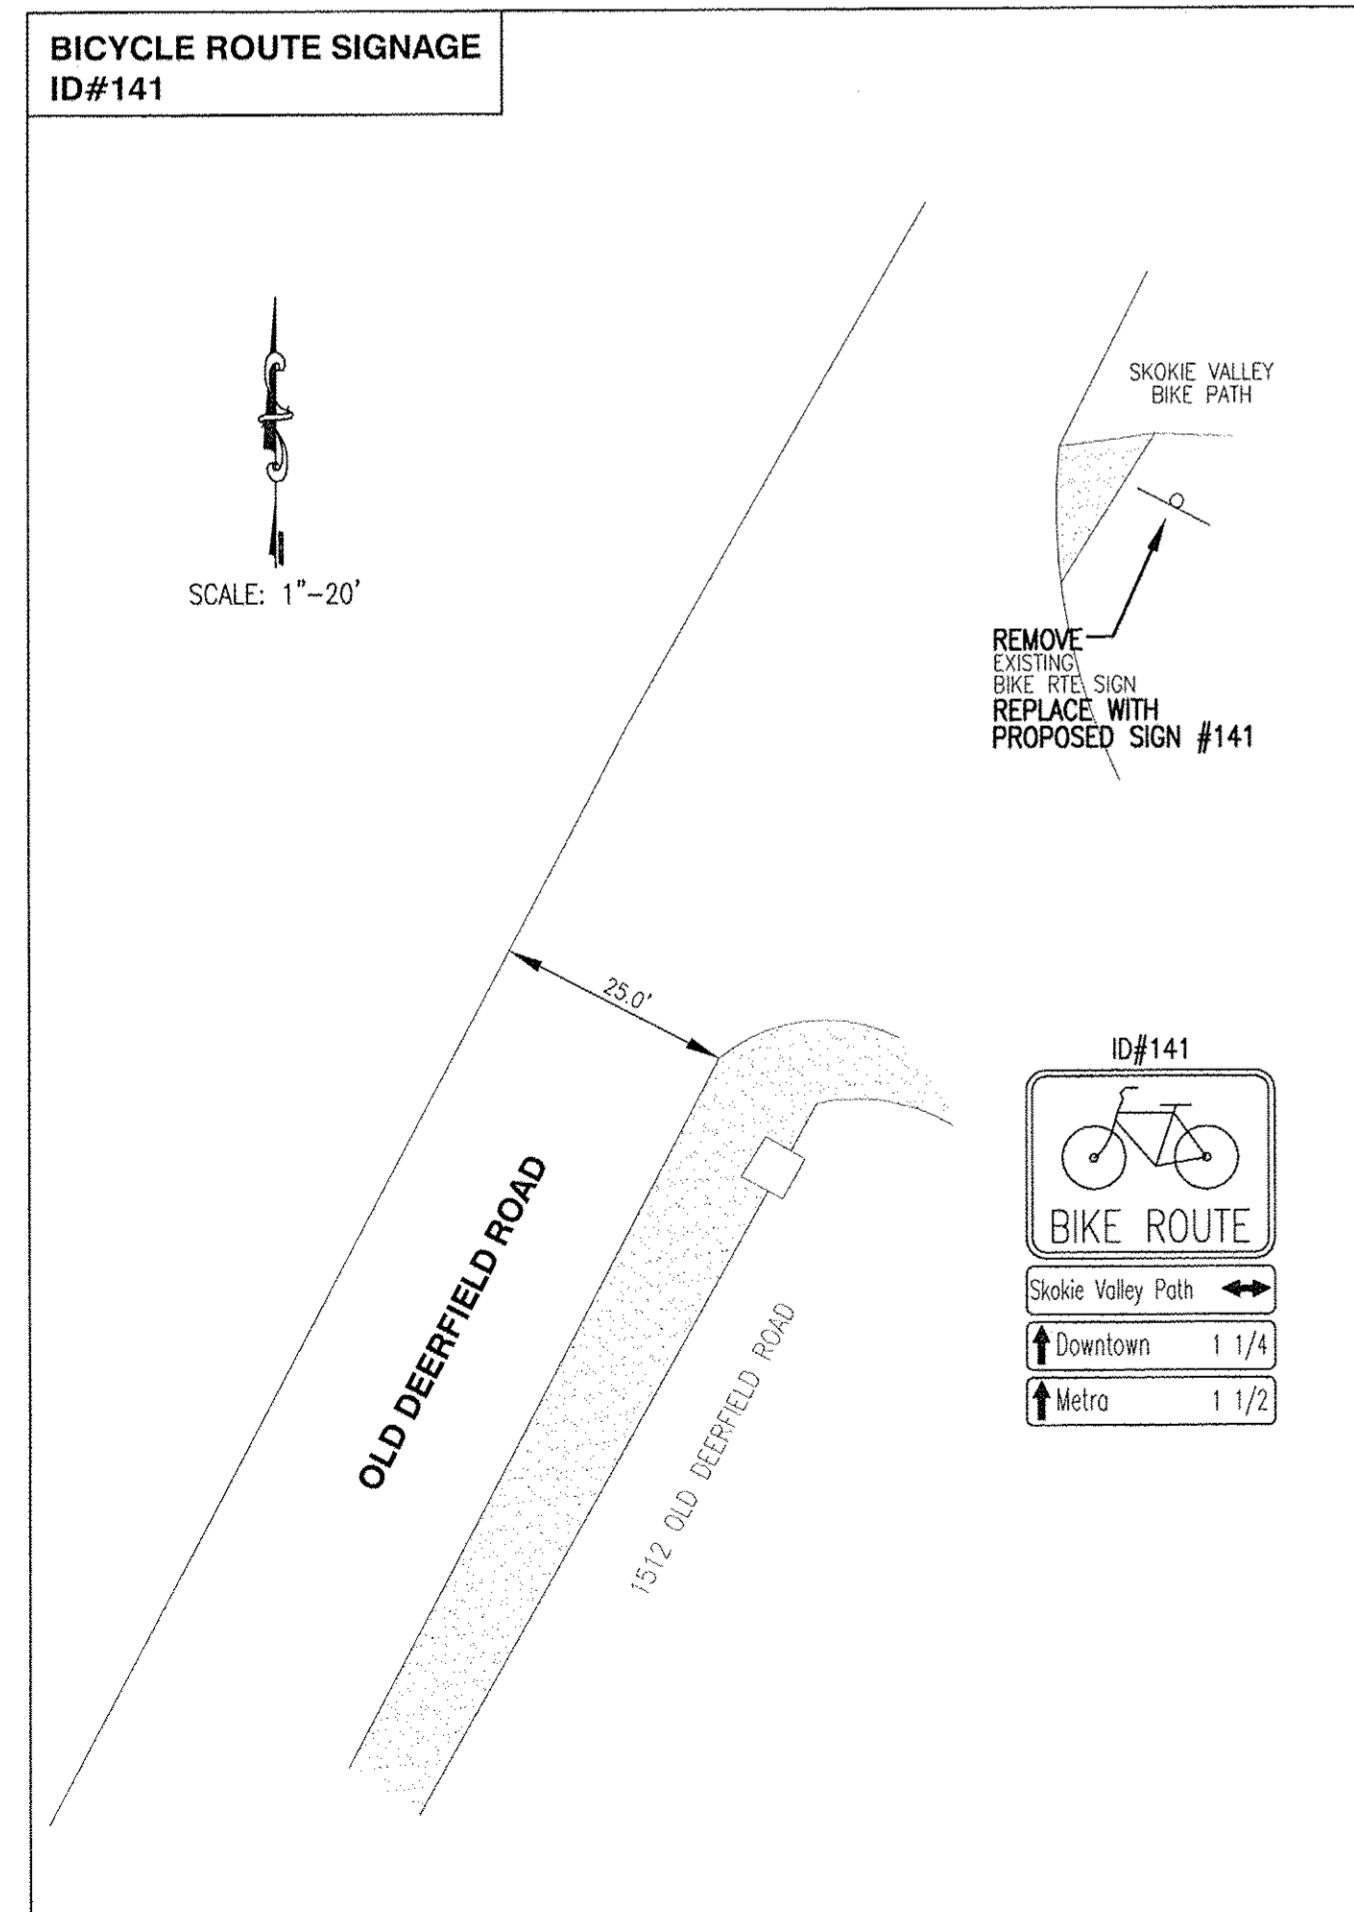 BICYCLE ROUTE SIGNAGE
ID#141
SCALE: 1"-20'
SKOKIE VALLEY
BIKE PATH
REMOVE
EXISTING
BIKE RTE SIGN
REPLACE WITH
PROPOSED SIGN #141
25.0'
OLD DEERFIELD ROAD
1512 OLD DEERFIELD ROAD
ID#141
BIKE ROUTE
Skokie Valley Path
Downtown 1 1/4
Metra 1 1/2